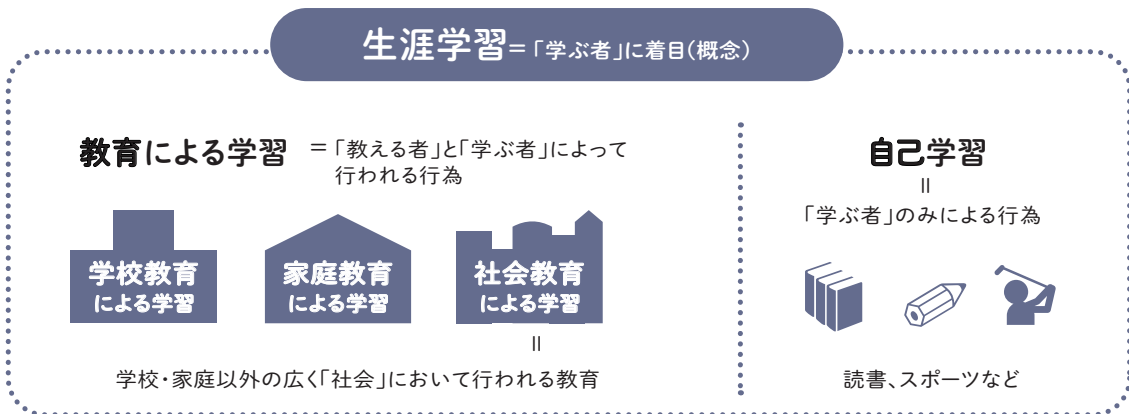 生涯学習=「学ぶ者」に着目(概念)
教育による学習 =「教える者」と「学ぶ者」によって
行われる行為
学校教育
による学習
家庭教育
による学習
社会教育
による学習
=
学校・家庭以外の広く「社会」において行われる教育
自己学習
=
「学ぶ者」のみによる行為
読書、スポーツなど